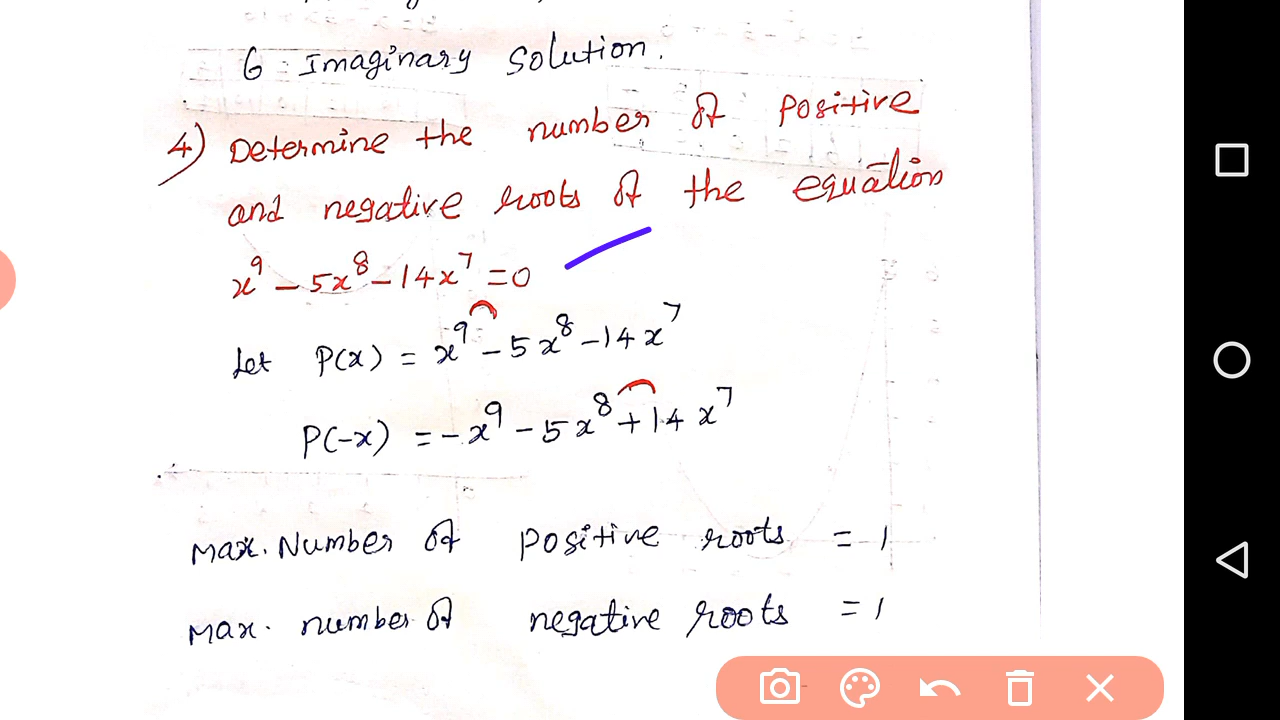 6 Imaginary Solution.
4) Determine the number of positive
and negative roots of the equation
x⁹ - 5x⁸ - 14x⁷ = 0
Let P(x) = x⁹ - 5x⁸ - 14x⁷
P(-x) = -x⁹ - 5x⁸ + 14x⁷
Max. Number of positive roots = 1
Max. number of negative roots = 1